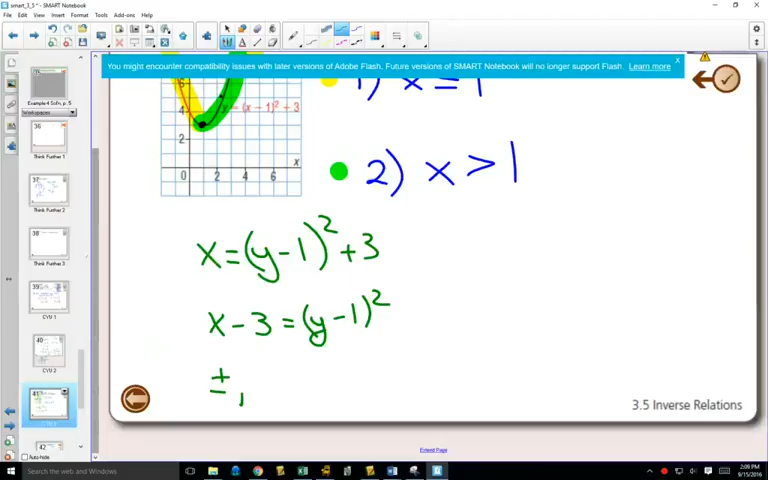 smart_3_5 * - SMART Notebook
File Edit View Insert Format Tools Add-ons Help
You might encounter compatibility issues with later versions of Adobe Flash. Future versions of SMART Notebook will no longer support Flash. Learn more
Example 4 Soln, p. 5
Workspaces
36
Think Further 1
37
Think Further 2
38
Think Further 3
39
CYU 1
40
CYU 2
41
42
Auto-hide
6
4
2
0 2 4 6
x
y = (x − 1)² + 3
1) x ≤ 1
2) x > 1
x = (y-1)² + 3
x - 3 = (y-1)²
±
3.5 Inverse Relations
Extend Page
Search the web and Windows
2:09 PM
9/15/2016